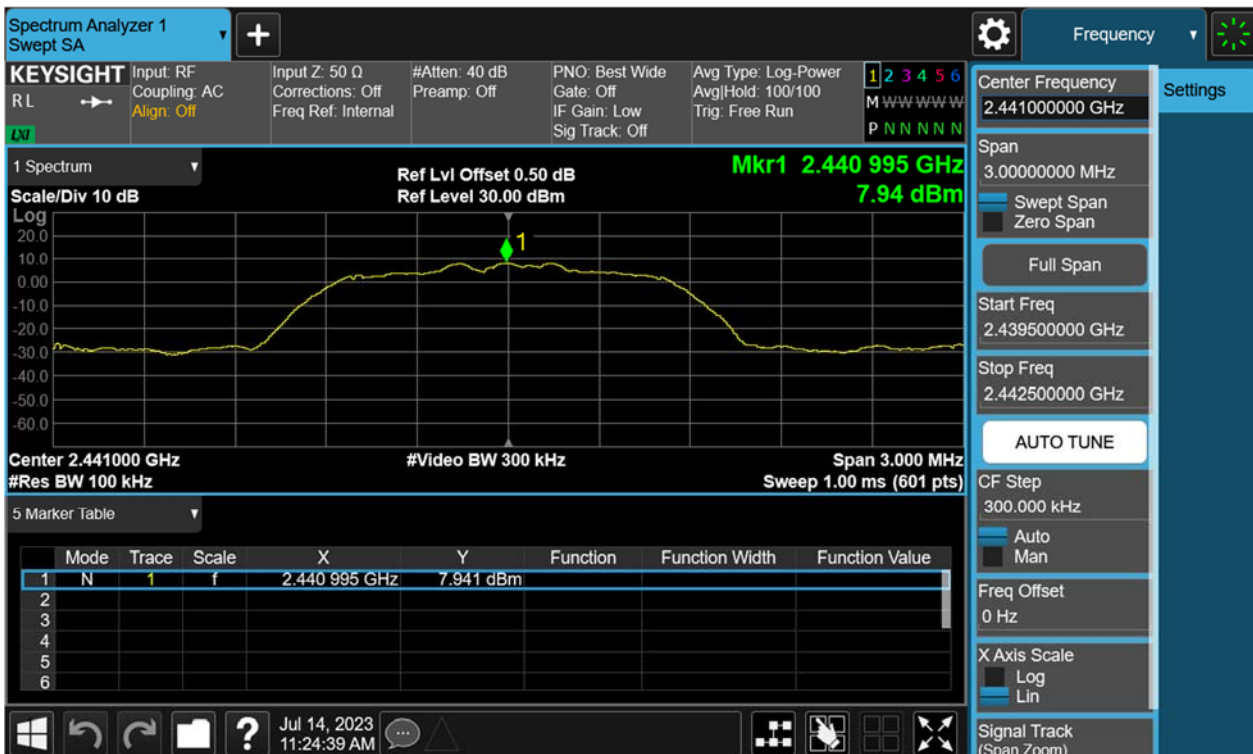 Spectrum Analyzer 1
Swept SA
+
Frequency
KEYSIGHT
RL
LXI
Input: RF
Coupling: AC
Align: Off
Input Z: 50 Ω
Corrections: Off
Freq Ref: Internal
#Atten: 40 dB
Preamp: Off
PNO: Best Wide
Gate: Off
IF Gain: Low
Sig Track: Off
Avg Type: Log-Power
Avg|Hold: 100/100
Trig: Free Run
1 2 3 4 5 6
M W W W W W
P N N N N N
1 Spectrum
Scale/Div 10 dB
Ref Lvl Offset 0.50 dB
Ref Level 30.00 dBm
Mkr1 2.440 995 GHz
7.94 dBm
Log
20.0
10.0
0.00
-10.0
-20.0
-30.0
-40.0
-50.0
-60.0
1
Center 2.441000 GHz
#Res BW 100 kHz
#Video BW 300 kHz
Span 3.000 MHz
Sweep 1.00 ms (601 pts)
5 Marker Table
Mode Trace Scale X Y Function Function Width Function Value
1 N 1 f 2.440 995 GHz 7.941 dBm
2
3
4
5
6
?
Jul 14, 2023
11:24:39 AM
Center Frequency
2.441000000 GHz
Settings
Span
3.00000000 MHz
Swept Span
Zero Span
Full Span
Start Freq
2.439500000 GHz
Stop Freq
2.442500000 GHz
AUTO TUNE
CF Step
300.000 kHz
Auto
Man
Freq Offset
0 Hz
X Axis Scale
Log
Lin
Signal Track
(Span Zoom)